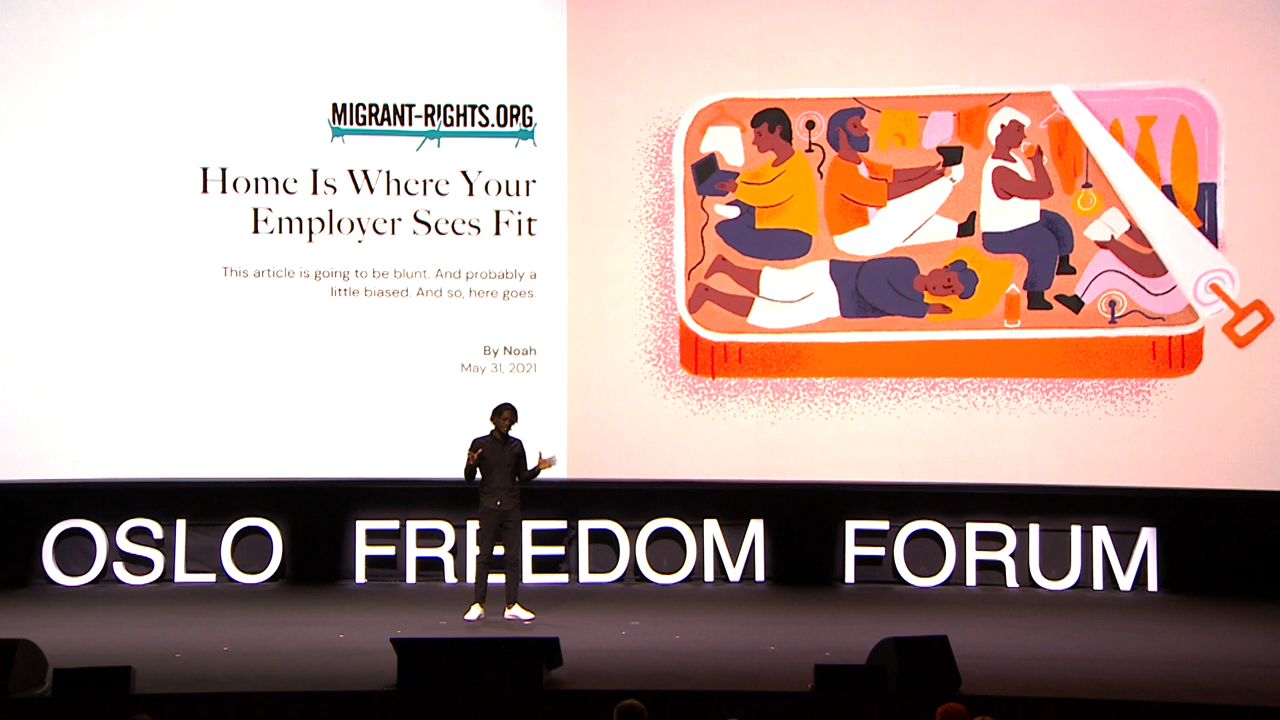 MIGRANT-RIGHTS.ORG
Home Is Where Your
Employer Sees Fit
This article is going to be blunt. And probably a
little biased. And so, here goes.
By Noah
May 31, 2021
OSLO FREEDOM FORUM